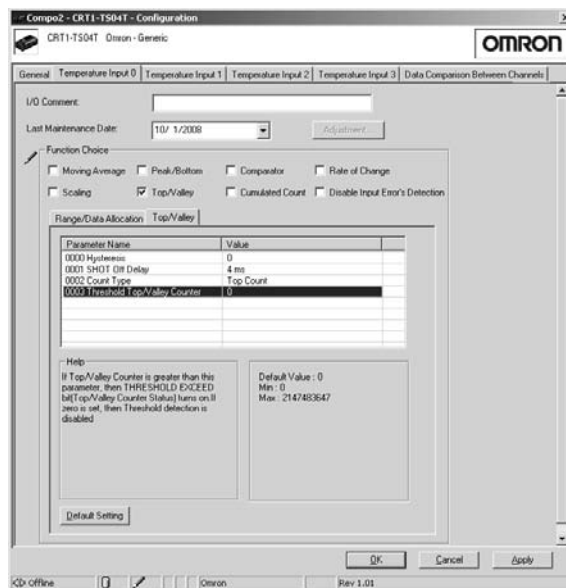 Compo2 - CRT1-TS04T - Configuration
CRT1-TS04T Omron - Generic
OMRON
General Temperature Input 0 Temperature Input 1 Temperature Input 2 Temperature Input 3 Data Comparison Between Channels
I/O Comment:
Last Maintenance Date: 10/ 1/2008 Adjustment...
Function Choice
Moving Average Peak/Bottom Comparator Rate of Change
Scaling Top/Valley Cumulated Count Disable Input Error's Detection
Range/Data Allocation Top/Valley
Parameter Name Value
0000 Hysteresis 0
0001 SHOT Off Delay 4 ms
0002 Count Type Top Count
0003 Threshold Top/Valley Counter 0
Help
If Top/Valley Counter is greater than this
parameter, then THRESHOLD EXCEED
bit(Top/Valley Counter Status) turns on.If
zero is set, then Threshold detection is
disabled
Default Value : 0
Min : 0
Max : 2147483647
Default Setting
OK Cancel Apply
Offline Omron Rev 1.01